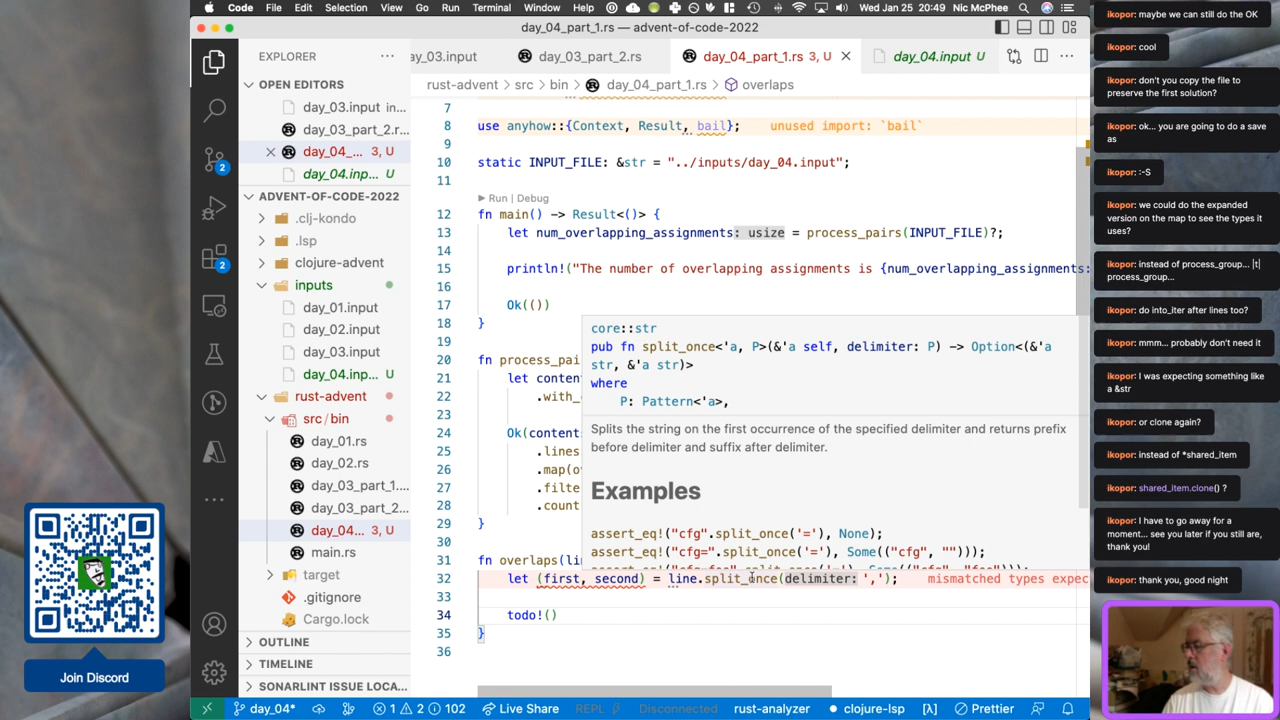 Code File Edit Selection View Go Run Terminal Window Help Wed Jan 25 20:49 Nic McPhee
day_04_part_1.rs — advent-of-code-2022
EXPLORER
ay_03.input day_03_part_2.rs day_04_part_1.rs 3, U day_04.input U
rust-advent > src > bin > day_04_part_1.rs > overlaps
OPEN EDITORS
day_03.input in...
day_03_part_2.r...
day_04_... 3, U
day_04.inp... U
ADVENT-OF-CODE-2022
.clj-kondo
.lsp
clojure-advent
inputs
day_01.input
day_02.input
day_03.input
day_04.inp... U
rust-advent
src/bin
day_01.rs
day_02.rs
day_03_part_1....
day_03_part_2...
day_04... 3, U
main.rs
target
.gitignore
Cargo.lock
OUTLINE
TIMELINE
SONARLINT ISSUE LOCA...
2
2
7
8 use anyhow::{Context, Result, bail}; unused import: `bail`
9
10 static INPUT_FILE: &str = "../inputs/day_04.input";
11
Run | Debug
12 fn main() -> Result<()> {
13 let num_overlapping_assignments: usize = process_pairs(INPUT_FILE)?;
14
15 println!("The number of overlapping assignments is {num_overlapping_assignments:
16
17 Ok(())
18 }
19
20 fn process_pai
21 let conten
22 .with_
23
24 Ok(content
25 .lines
26 .map(o
27 .filte
28 .count
29 }
30
31 fn overlaps(li
32 let (first, second) = line.split_once(delimiter: ','); mismatched types expec
33
34 todo!()
35 }
36
core::str
pub fn split_once<'a, P>(&'a self, delimiter: P) -> Option<(&'a
str, &'a str)>
where
P: Pattern<'a>,
Splits the string on the first occurrence of the specified delimiter and returns prefix
before delimiter and suffix after delimiter.
Examples
assert_eq!("cfg".split_once('='), None);
assert_eq!("cfg=".split_once('='), Some(("cfg", "")));
day_04* 1 2 102 Live Share REPL Disconnected rust-analyzer clojure-lsp [λ] Prettier
Join Discord
ikopor: maybe we can still do the OK
ikopor: cool
ikopor: don't you copy the file to
preserve the first solution?
ikopor: ok... you are going to do a save
as
ikopor: :-S
ikopor: we could do the expanded
version on the map to see the types it
uses?
ikopor: instead of process_group... |t|
process_group...
ikopor: do into_iter after lines too?
ikopor: mmm... probably don't need it
ikopor: I was expecting something like
a &str
ikopor: or clone again?
ikopor: instead of *shared_item
ikopor: shared_item.clone() ?
ikopor: I have to go away for a
moment... see you later if you still are,
thank you!
ikopor: thank you, good night